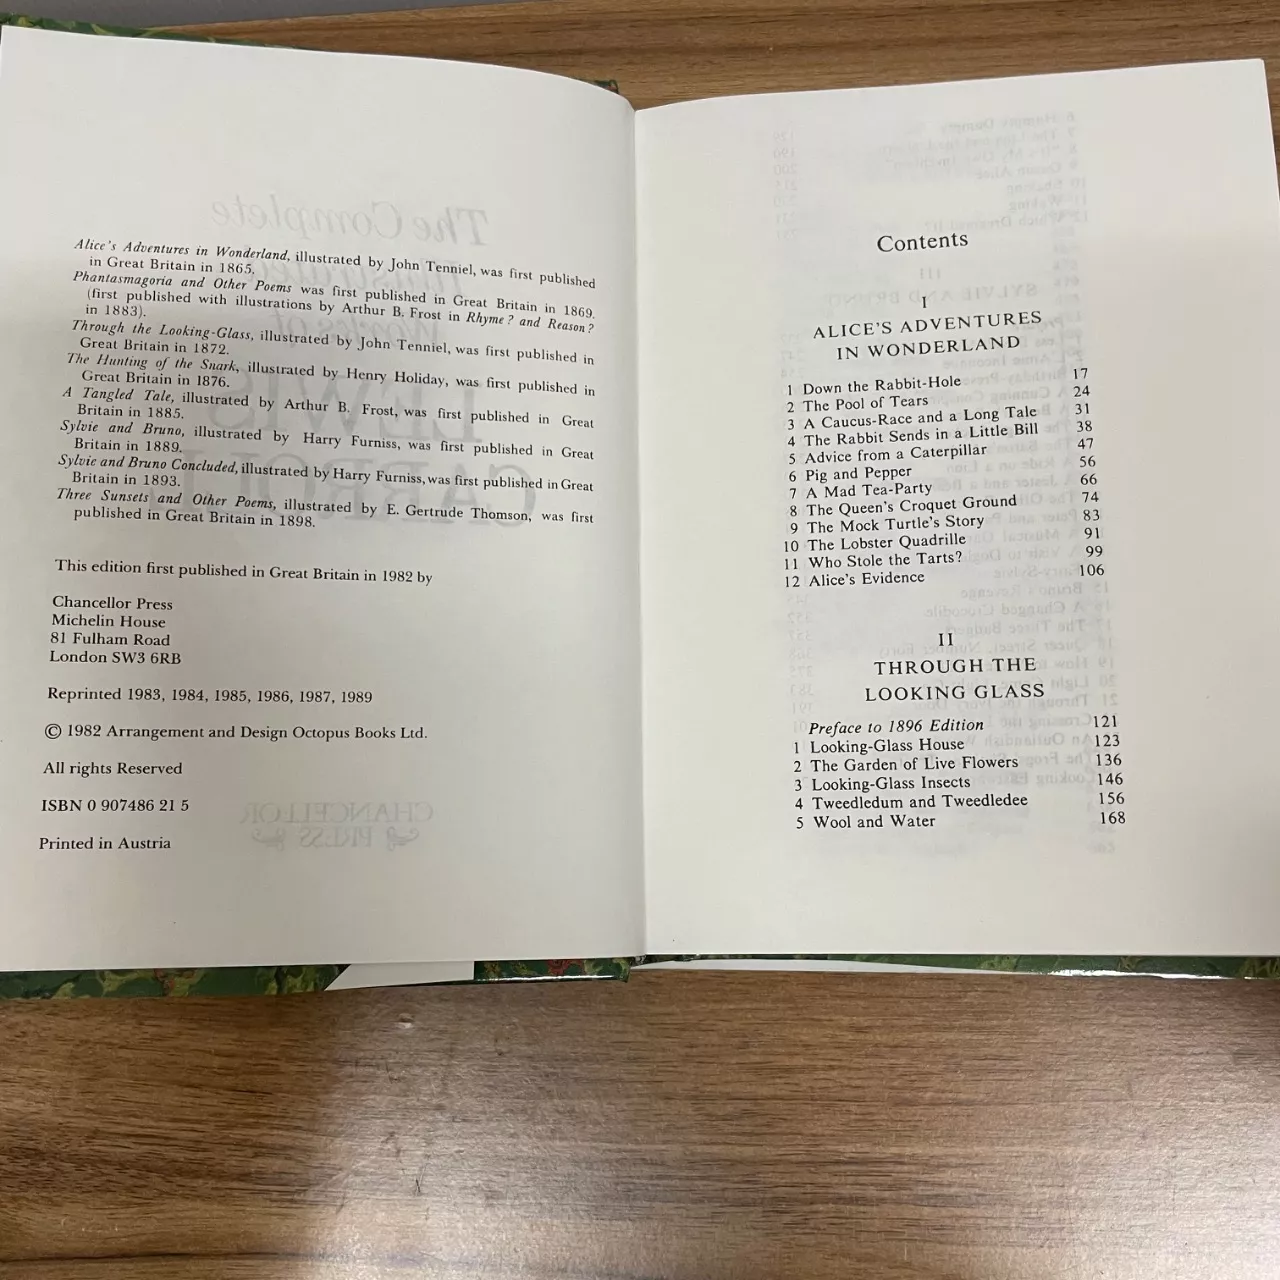 Alice's Adventures in Wonderland, illustrated by John Tenniel, was first published
in Great Britain in 1865.
Phantasmagoria and Other Poems was first published in Great Britain in 1869.
(first published with illustrations by Arthur B. Frost in Rhyme? and Reason?
in 1883).
Through the Looking-Glass, illustrated by John Tenniel, was first published in
Great Britain in 1872.
The Hunting of the Snark, illustrated by Henry Holiday, was first published in
Great Britain in 1876.
A Tangled Tale, illustrated by Arthur B. Frost, was first published in Great
Britain in 1885.
Sylvie and Bruno, illustrated by Harry Furniss, was first published in Great
Britain in 1889.
Sylvie and Bruno Concluded, illustrated by Harry Furniss, was first published in Great
Britain in 1893.
Three Sunsets and Other Poems, illustrated by E. Gertrude Thomson, was first
published in Great Britain in 1898.
This edition first published in Great Britain in 1982 by
Chancellor Press
Michelin House
81 Fulham Road
London SW3 6RB
Reprinted 1983, 1984, 1985, 1986, 1987, 1989
© 1982 Arrangement and Design Octopus Books Ltd.
All rights Reserved
ISBN 0 907486 21 5
Printed in Austria
Contents
I
ALICE'S ADVENTURES
IN WONDERLAND
1 Down the Rabbit-Hole 17
2 The Pool of Tears 24
3 A Caucus-Race and a Long Tale 31
4 The Rabbit Sends in a Little Bill 38
5 Advice from a Caterpillar 47
6 Pig and Pepper 56
7 A Mad Tea-Party 66
8 The Queen's Croquet Ground 74
9 The Mock Turtle's Story 83
10 The Lobster Quadrille 91
11 Who Stole the Tarts? 99
12 Alice's Evidence 106
II
THROUGH THE
LOOKING GLASS
Preface to 1896 Edition 121
1 Looking-Glass House 123
2 The Garden of Live Flowers 136
3 Looking-Glass Insects 146
4 Tweedledum and Tweedledee 156
5 Wool and Water 168